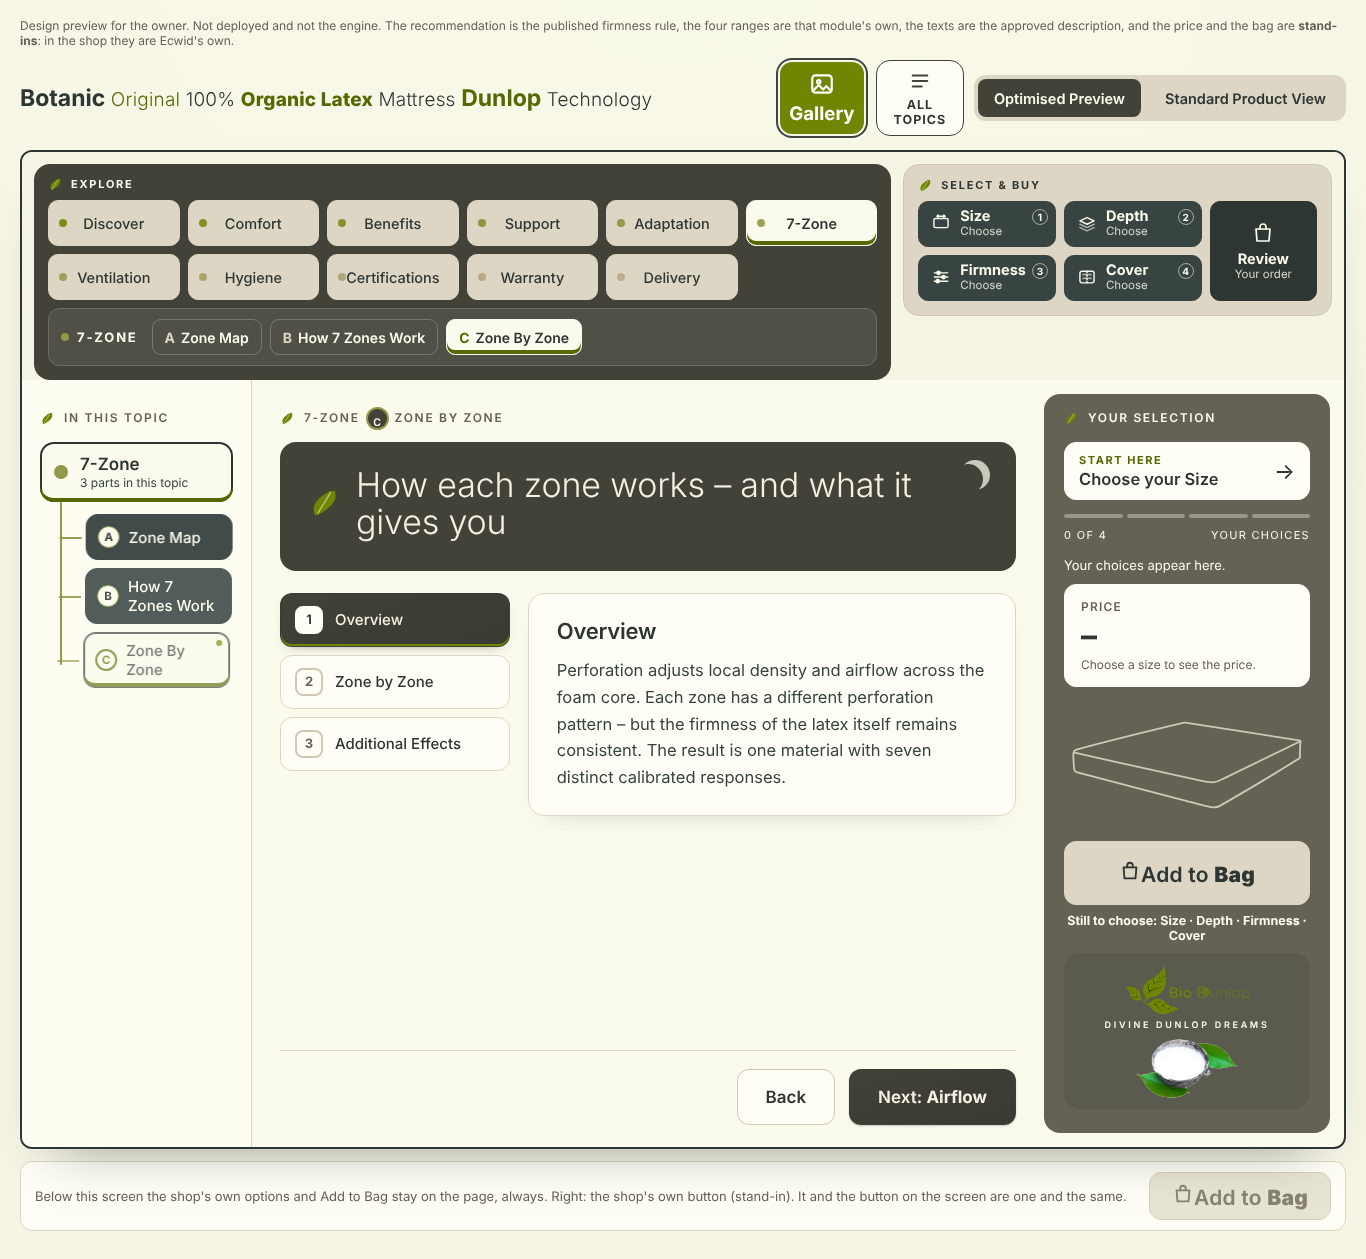 Design preview for the owner. Not deployed and not the engine. The recommendation is the published firmness rule, the four ranges are that module's own, the texts are the approved description, and the price and the bag are stand-
ins: in the shop they are Ecwid's own.
Botanic Original 100% Organic Latex Mattress Dunlop Technology
Gallery
ALL
TOPICS
Optimised Preview
Standard Product View
EXPLORE
Discover
Comfort
Benefits
Support
Adaptation
7-Zone
Ventilation
Hygiene
Certifications
Warranty
Delivery
7-ZONE
A Zone Map
B How 7 Zones Work
C Zone By Zone
SELECT & BUY
Size 1
Choose
Depth 2
Choose
Firmness 3
Choose
Cover 4
Choose
Review
Your order
IN THIS TOPIC
7-Zone
3 parts in this topic
A Zone Map
B How 7
Zones Work
C Zone By
Zone
7-ZONE C ZONE BY ZONE
How each zone works – and what it
gives you
1 Overview
2 Zone by Zone
3 Additional Effects
Overview
Perforation adjusts local density and airflow across the
foam core. Each zone has a different perforation
pattern – but the firmness of the latex itself remains
consistent. The result is one material with seven
distinct calibrated responses.
Back
Next: Airflow
YOUR SELECTION
START HERE
Choose your Size
0 OF 4
YOUR CHOICES
Your choices appear here.
PRICE
–
Choose a size to see the price.
Add to Bag
Still to choose: Size · Depth · Firmness ·
Cover
Bio Dunlop
DIVINE DUNLOP DREAMS
Below this screen the shop's own options and Add to Bag stay on the page, always. Right: the shop's own button (stand-in). It and the button on the screen are one and the same.
Add to Bag